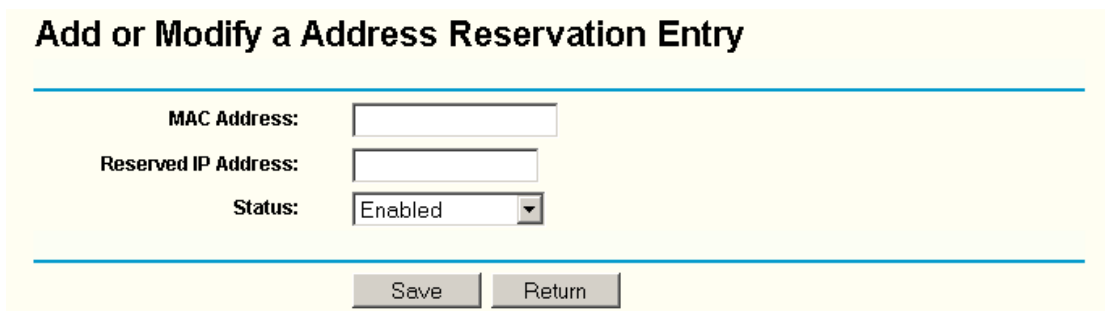 Add or Modify a Address Reservation Entry
MAC Address:
Reserved IP Address:
Status: Enabled
Save Return